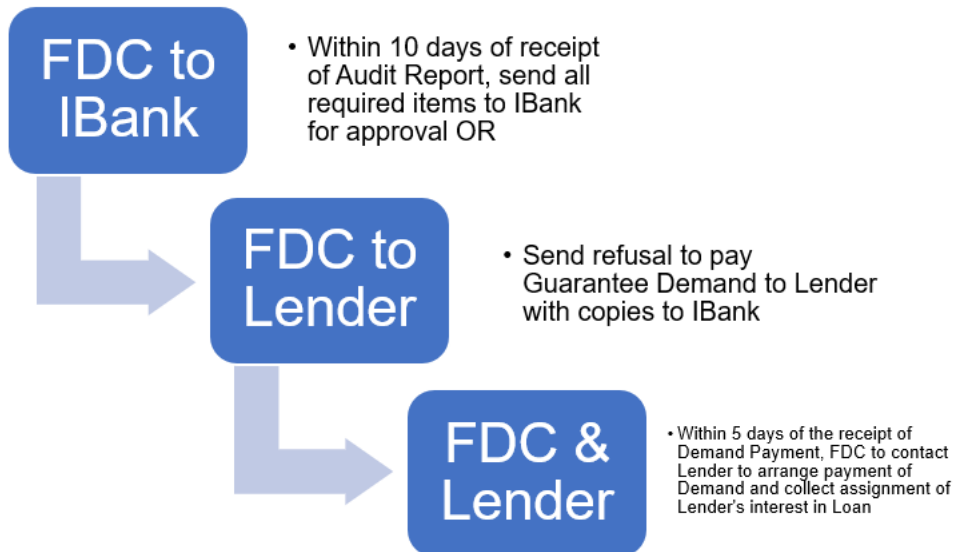 FDC to
IBank
• Within 10 days of receipt
of Audit Report, send all
required items to IBank
for approval OR
FDC to
Lender
• Send refusal to pay
Guarantee Demand to Lender
with copies to IBank
FDC &
Lender
• Within 5 days of the receipt of
Demand Payment, FDC to contact
Lender to arrange payment of
Demand and collect assignment of
Lender's interest in Loan